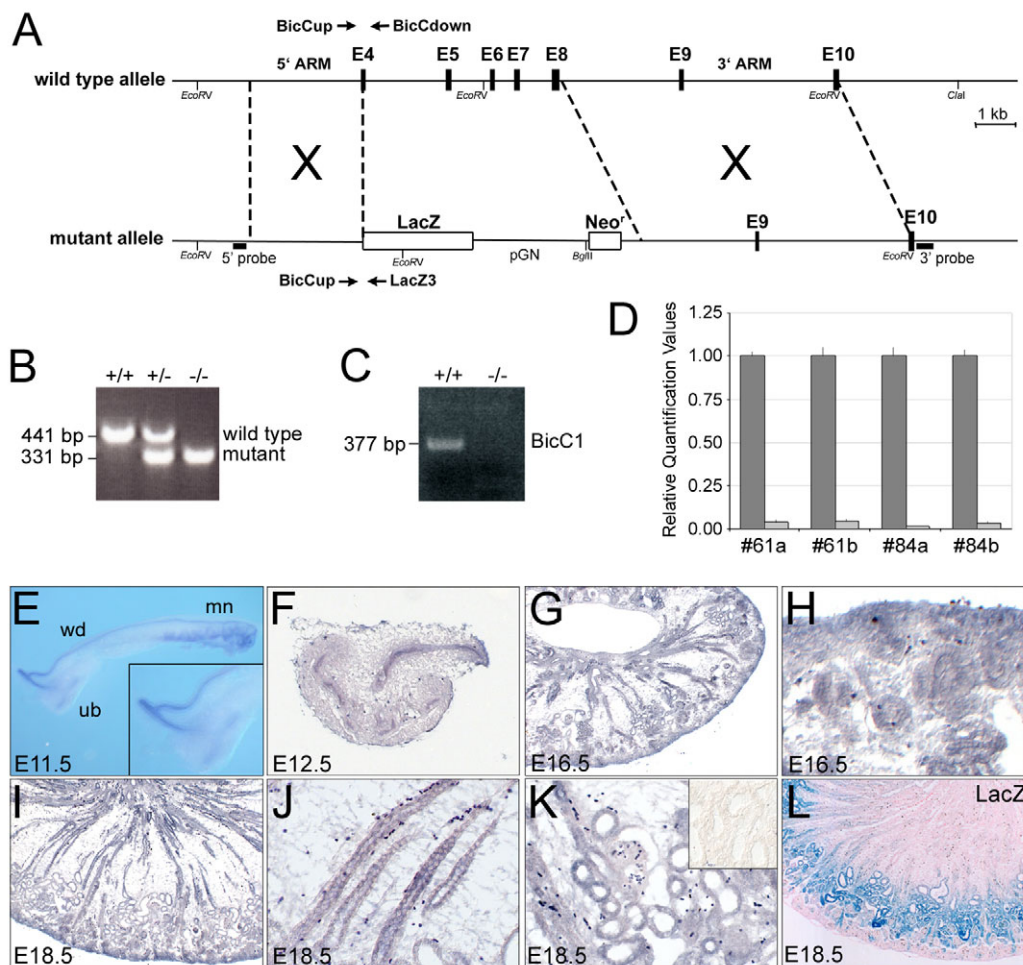 A
BicCup
BicCdown
E4 E5 E6 E7 E8 E9 E10
5' ARM
3' ARM
wild type allele
EcoRV EcoRV EcoRV ClaI
1 kb
X X
LacZ Neoʳ E9 E10
mutant allele
EcoRV 5' probe EcoRV pGN BglII EcoRV 3' probe
BicCup LacZ3
B
+/+ +/- -/-
441 bp wild type
331 bp mutant
C
+/+ -/-
377 bp BicC1
D
Relative Quantification Values
1.25
1.00
0.75
0.50
0.25
0.00
#61a #61b #84a #84b
E
mn
wd
ub
E11.5
F
E12.5
G
E16.5
H
E16.5
I
E18.5
J
E18.5
K
E18.5
L
LacZ
E18.5